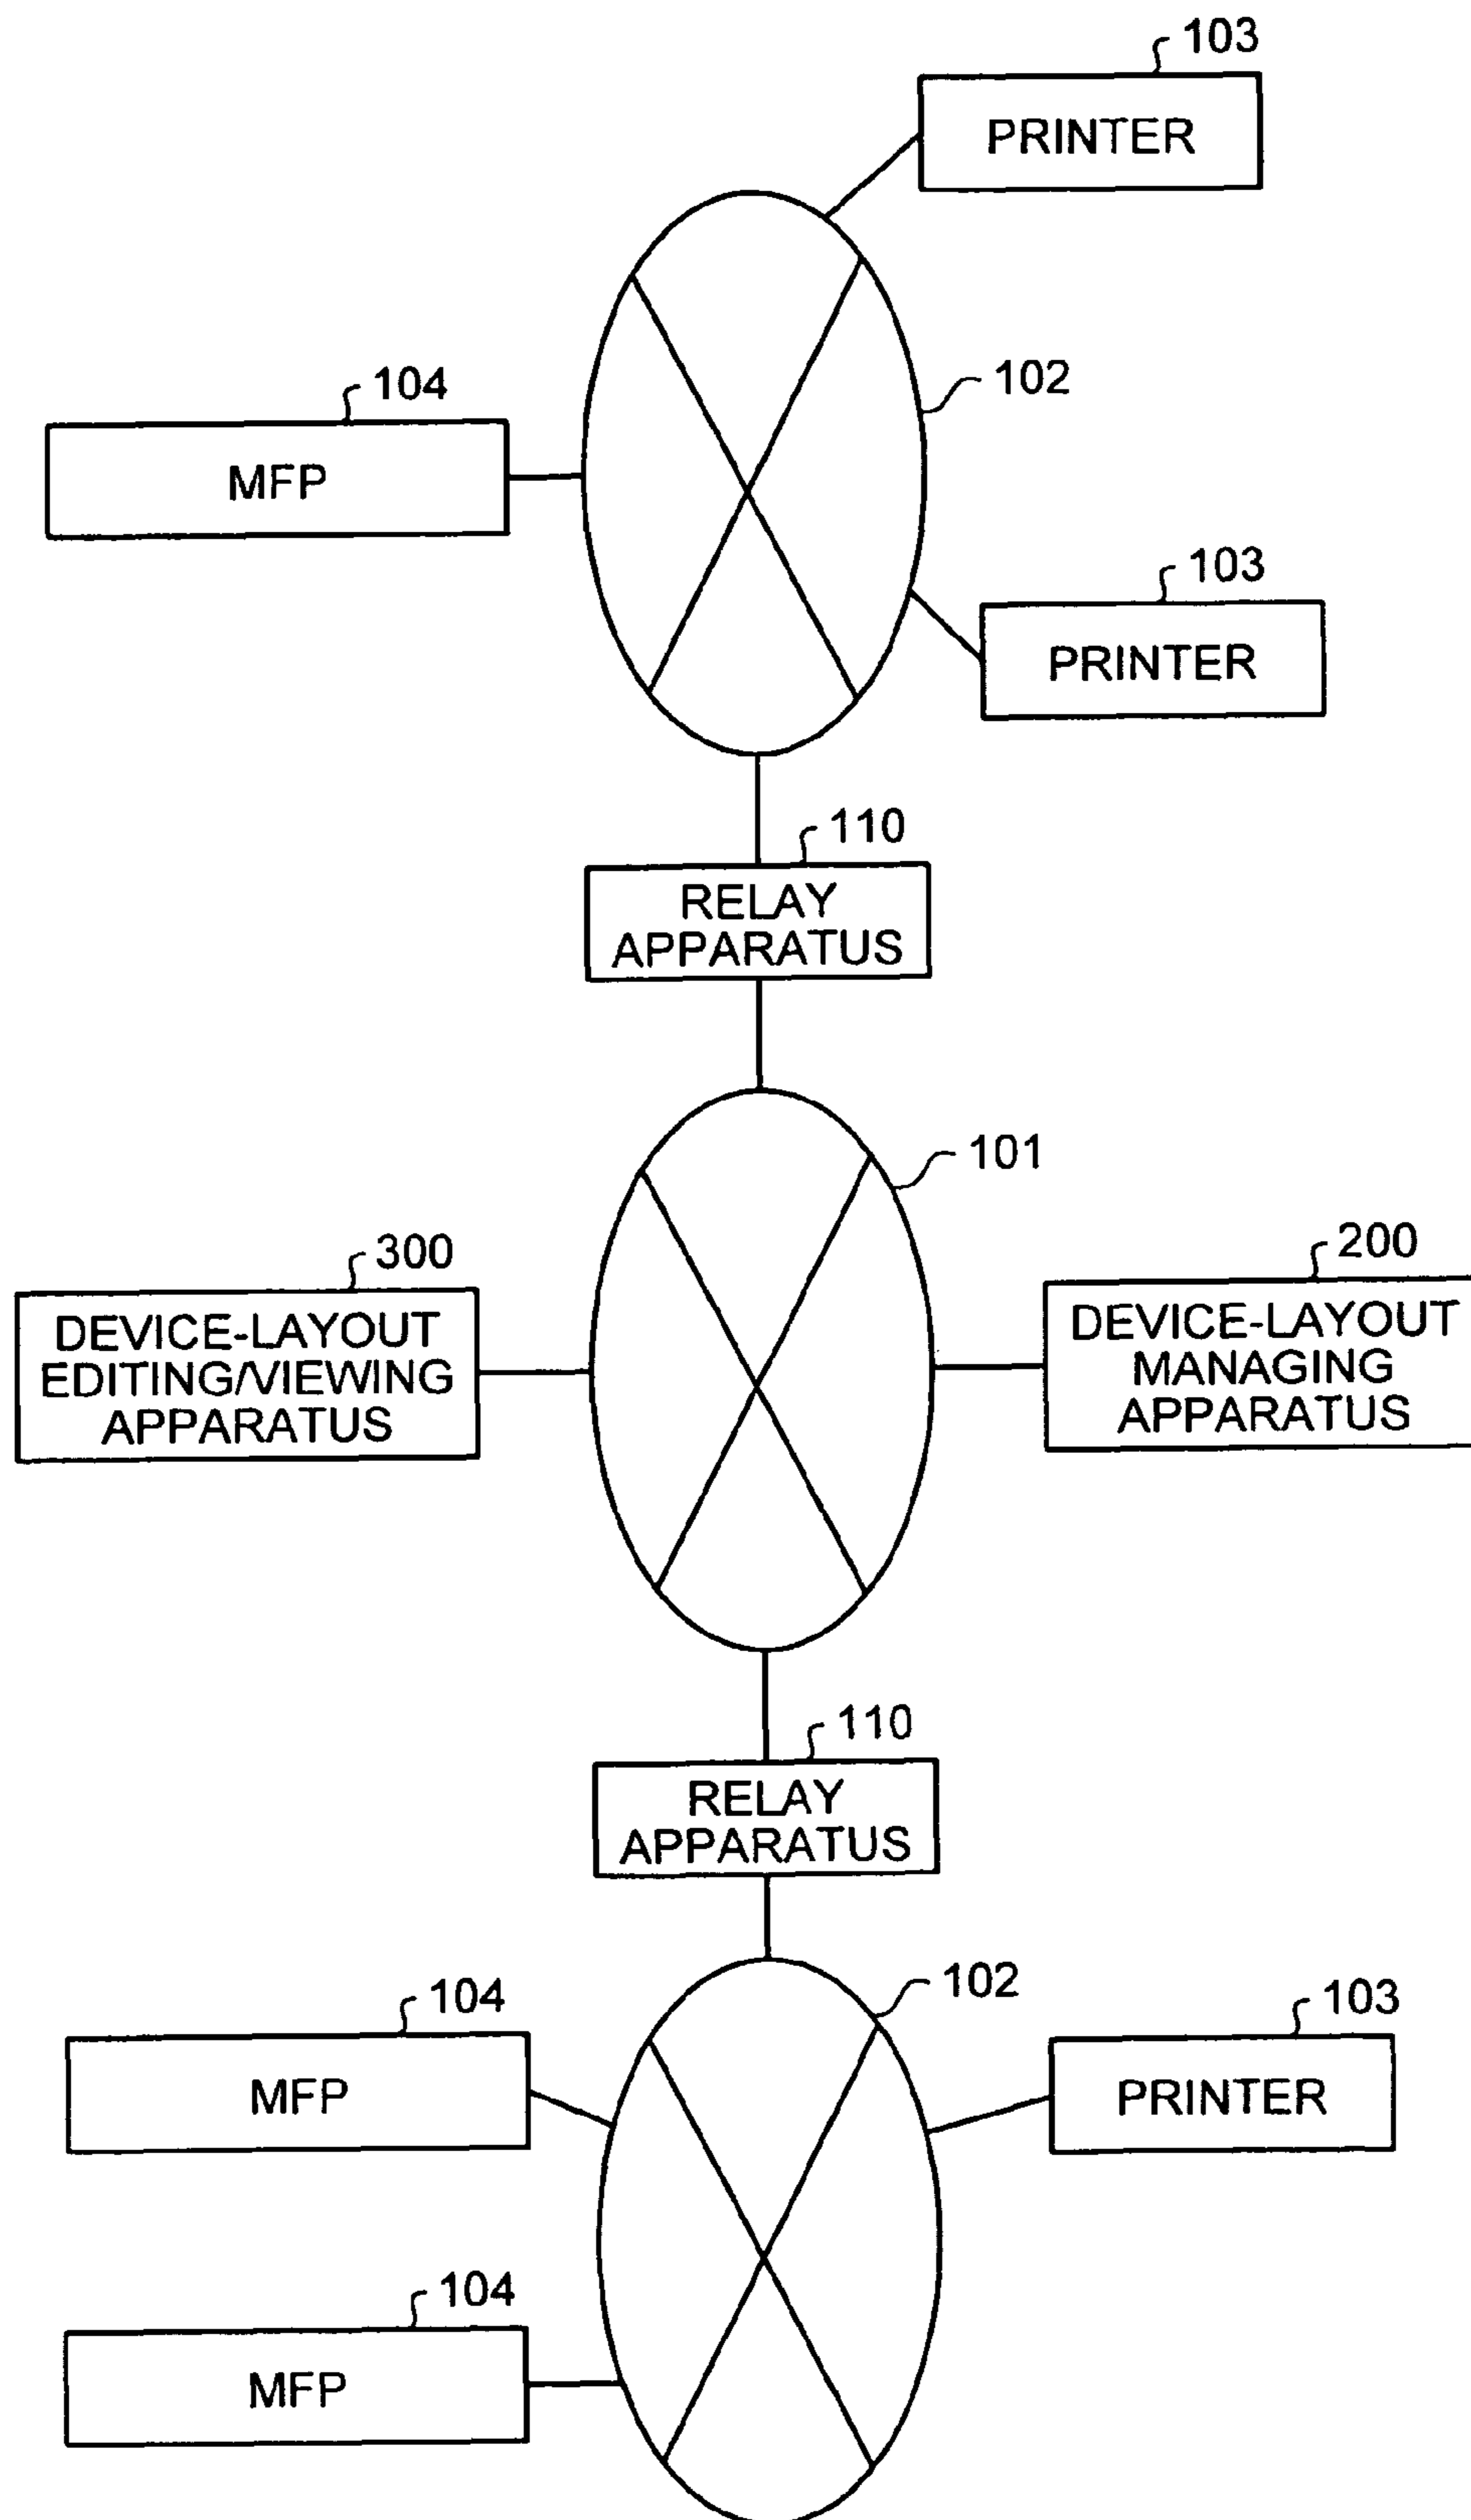 103
PRINTER
104
MFP
102
103
PRINTER
110
RELAY
APPARATUS
101
300
DEVICE-LAYOUT
EDITING/VIEWING
APPARATUS
200
DEVICE-LAYOUT
MANAGING
APPARATUS
110
RELAY
APPARATUS
102
104
MFP
103
PRINTER
104
MFP